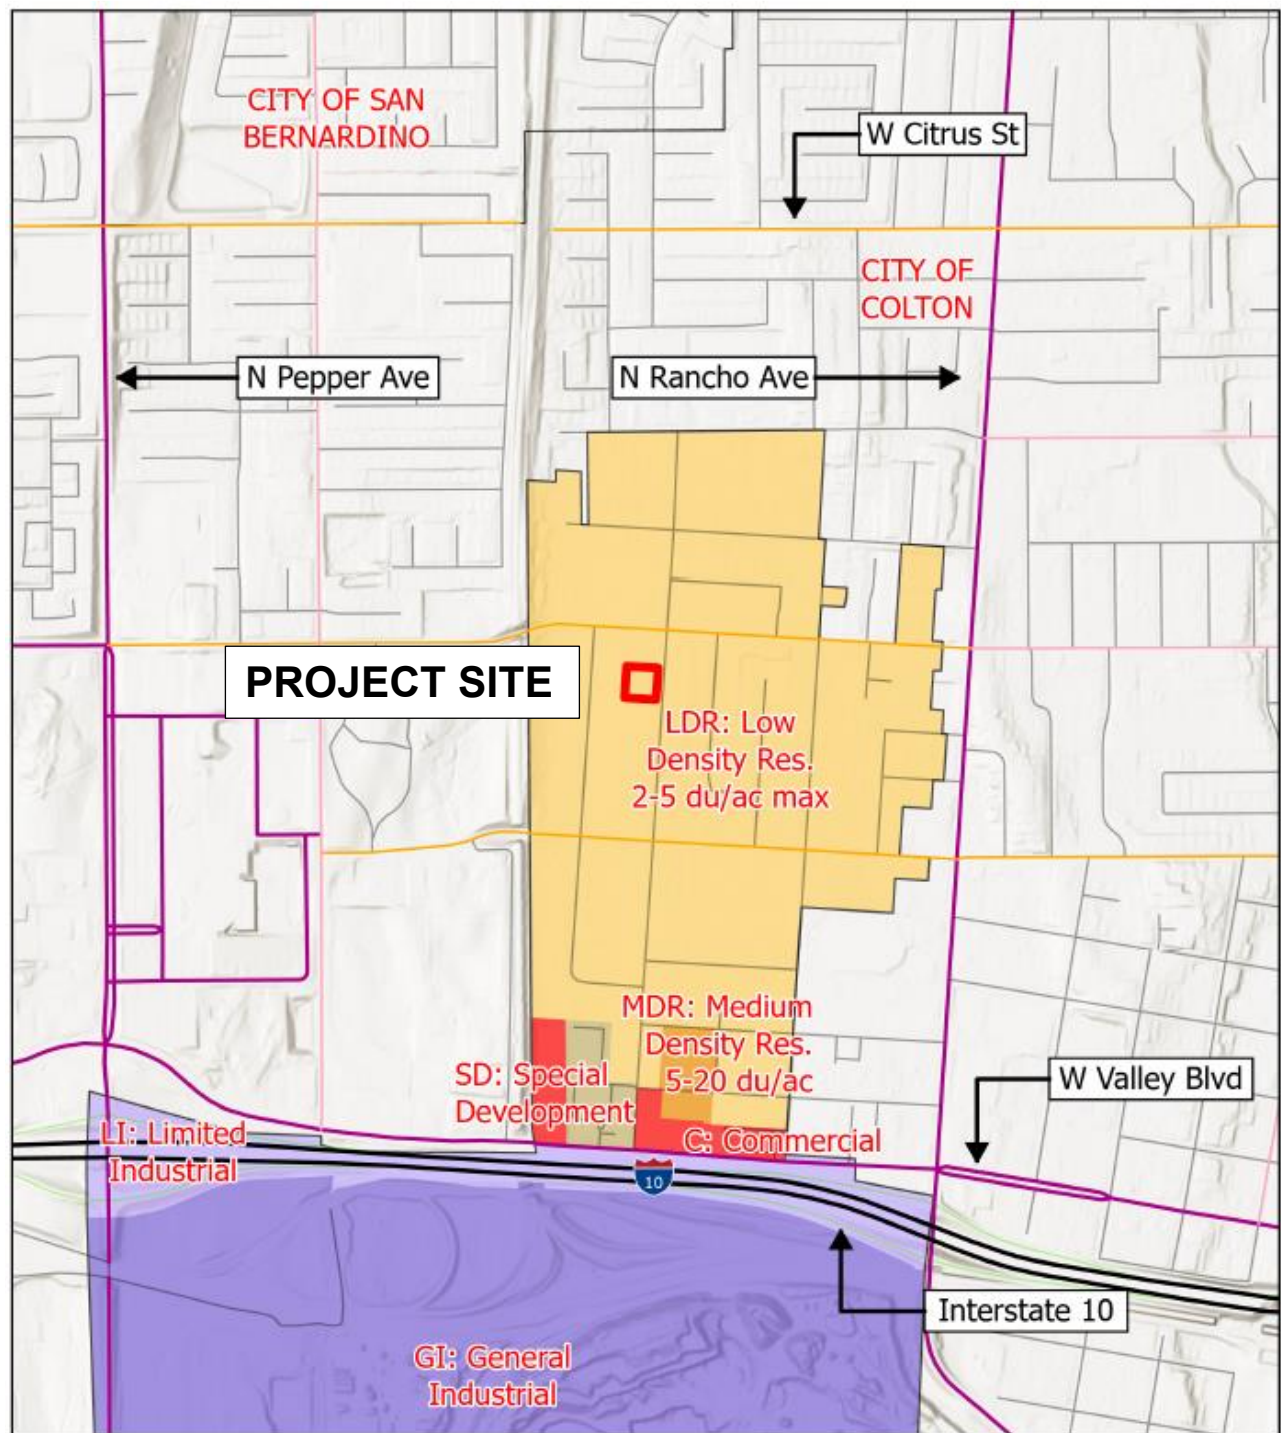 CITY OF SAN
BERNARDINO
W Citrus St
CITY OF
COLTON
N Pepper Ave
N Rancho Ave
PROJECT SITE
LDR: Low
Density Res.
2-5 du/ac max
MDR: Medium
Density Res.
5-20 du/ac
SD: Special
Development
W Valley Blvd
LI: Limited
Industrial
C: Commercial
10
Interstate 10
GI: General
Industrial